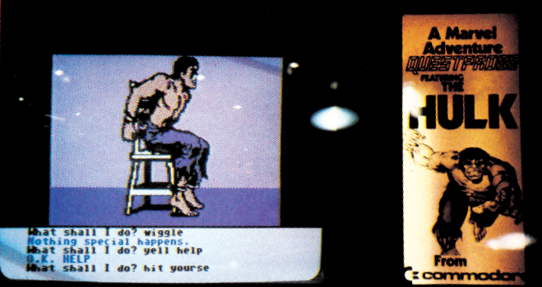 What shall I do? wiggle
Nothing special happens.
What shall I do? yell help
O.K. HELP
What shall I do? hit yourse
A Marvel
Adventure
QUESTPROBE
FEATURING
THE
HULK
From
commodore